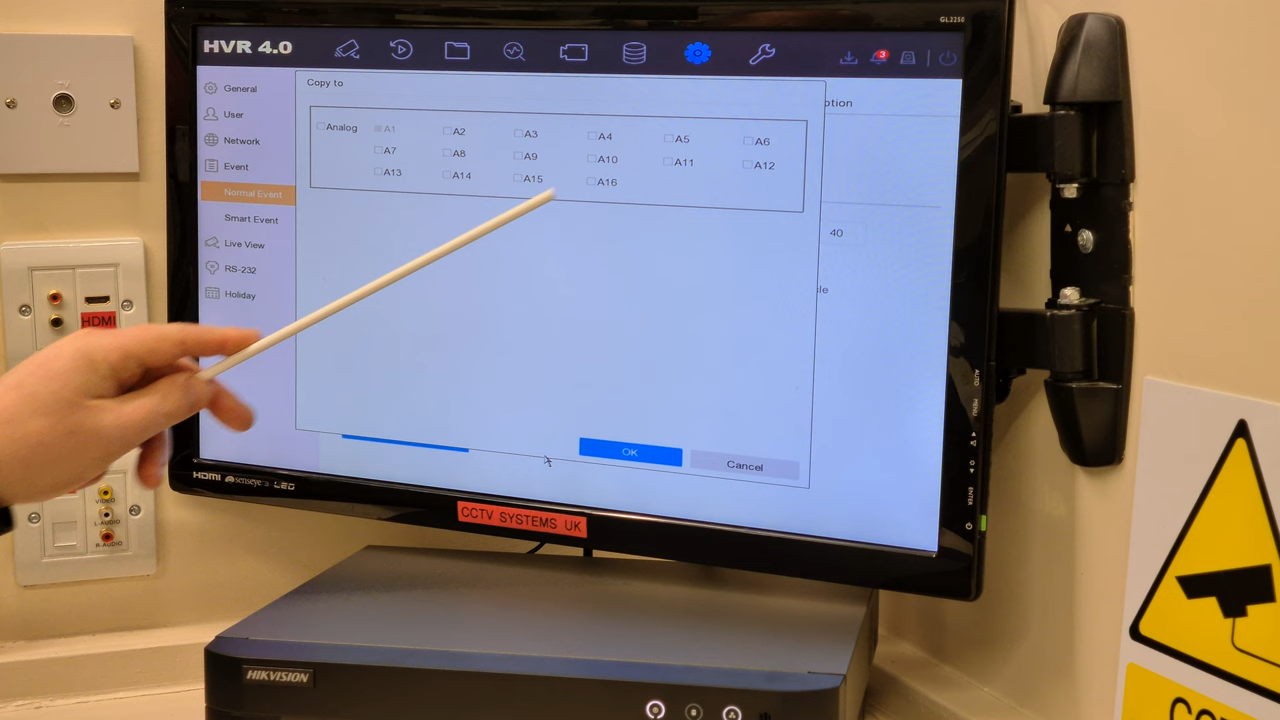 GL2250
HVR 4.0
3
General
User
Network
Event
Normal Event
Smart Event
Live View
RS-232
Holiday
Copy to
Analog A1 A2 A3 A4 A5 A6
A7 A8 A9 A10 A11 A12
A13 A14 A15 A16
ption
40
le
OK
Cancel
HDMI senseye 3 LED
CCTV SYSTEMS UK
AUTO
MENU
ENTER
TV
HDMI
VIDEO
L-AUDIO
R-AUDIO
HIKVISION